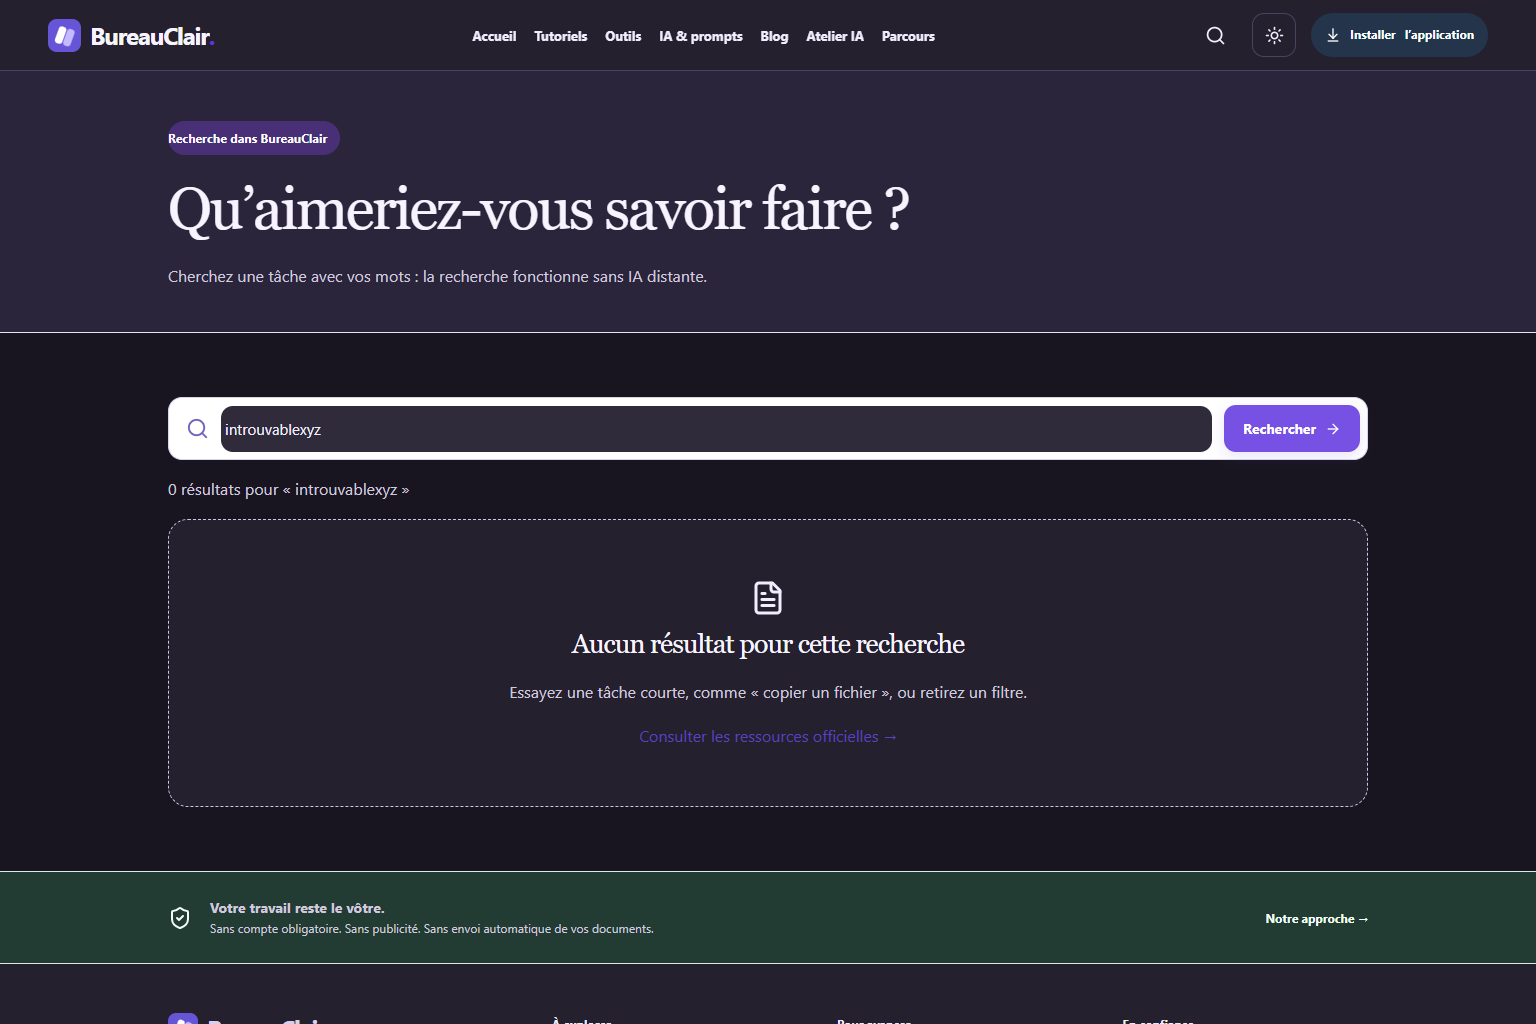 BureauClair.
Accueil Tutoriels Outils IA & prompts Blog Atelier IA Parcours
Installer l’application
Recherche dans BureauClair
Qu’aimeriez-vous savoir faire ?
Cherchez une tâche avec vos mots : la recherche fonctionne sans IA distante.
introuvablexyz
Rechercher →
0 résultats pour « introuvablexyz »
Aucun résultat pour cette recherche
Essayez une tâche courte, comme « copier un fichier », ou retirez un filtre.
Consulter les ressources officielles →
Votre travail reste le vôtre.
Sans compte obligatoire. Sans publicité. Sans envoi automatique de vos documents.
Notre approche →